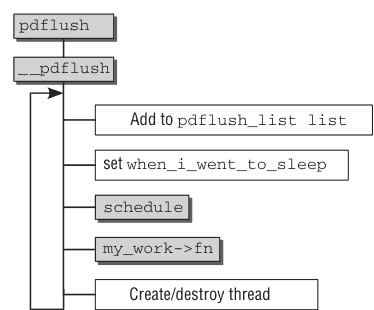 pdflush
__pdflush
Add to pdflush_list list
set when_i_went_to_sleep
schedule
my_work->fn
Create/destroy thread